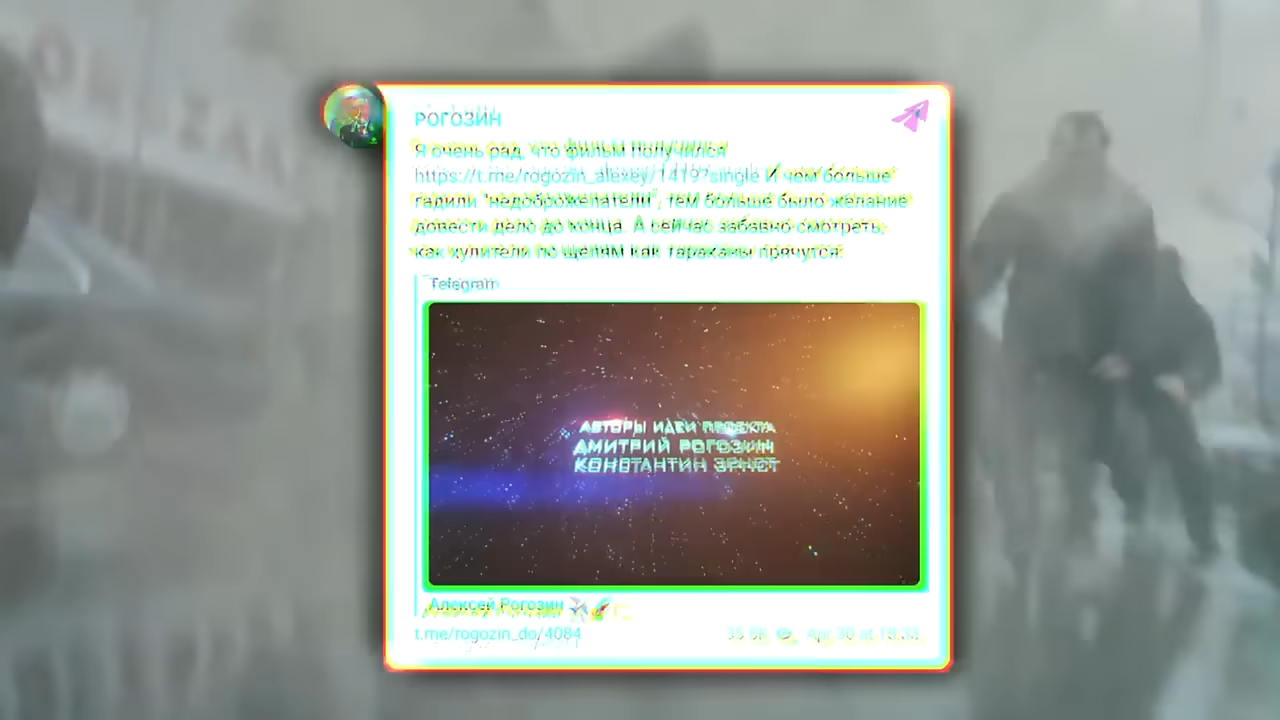 РОГОЗИН
Я очень рад, что фильм получился
https://t.me/rogozin_alexey/1419?single И чем больше
гадили "недоброжелатели", тем больше было желание
довести дело до конца. А сейчас забавно смотреть,
как хулители по щелям как тараканы прячутся.
Telegram
АВТОРЫ ИДЕИ ПРОЕКТА
ДМИТРИЙ РОГОЗИН
КОНСТАНТИН ЭРНСТ
Алексей Рогозин
t.me/rogozin_do/4084
Apr 30 at